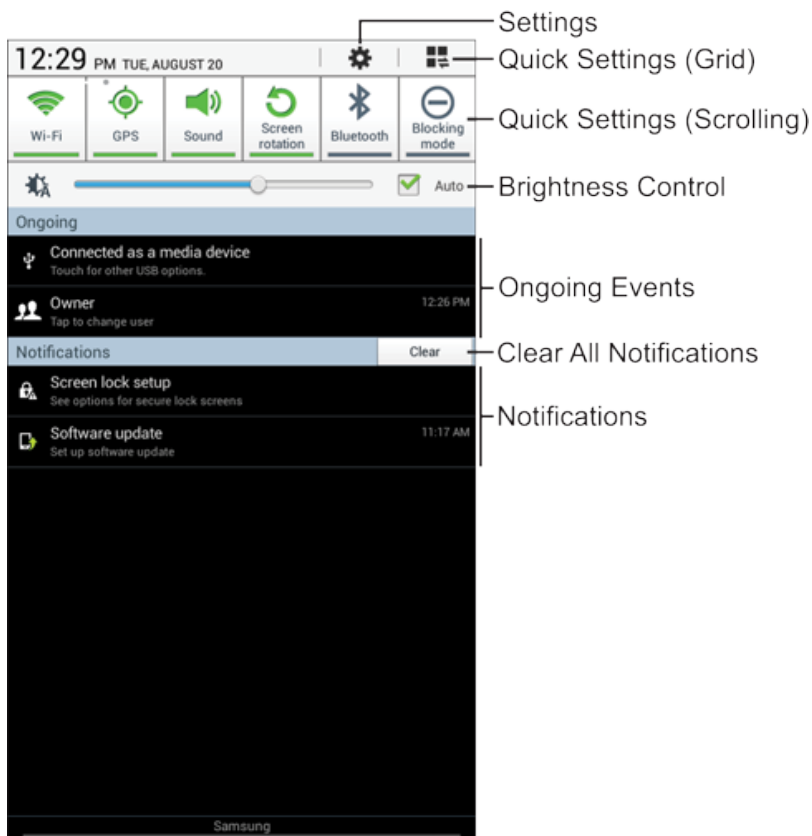 Settings
12:29 PM TUE, AUGUST 20
Quick Settings (Grid)
Wi-Fi
GPS
Sound
Screen
rotation
Bluetooth
Blocking
mode
Quick Settings (Scrolling)
A
Auto
Brightness Control
Ongoing
Connected as a media device
Touch for other USB options.
Owner
12:26 PM
Tap to change user
Ongoing Events
Notifications
Clear
Clear All Notifications
Screen lock setup
See options for secure lock screens
Software update
11:17 AM
Set up software update
Notifications
Samsung